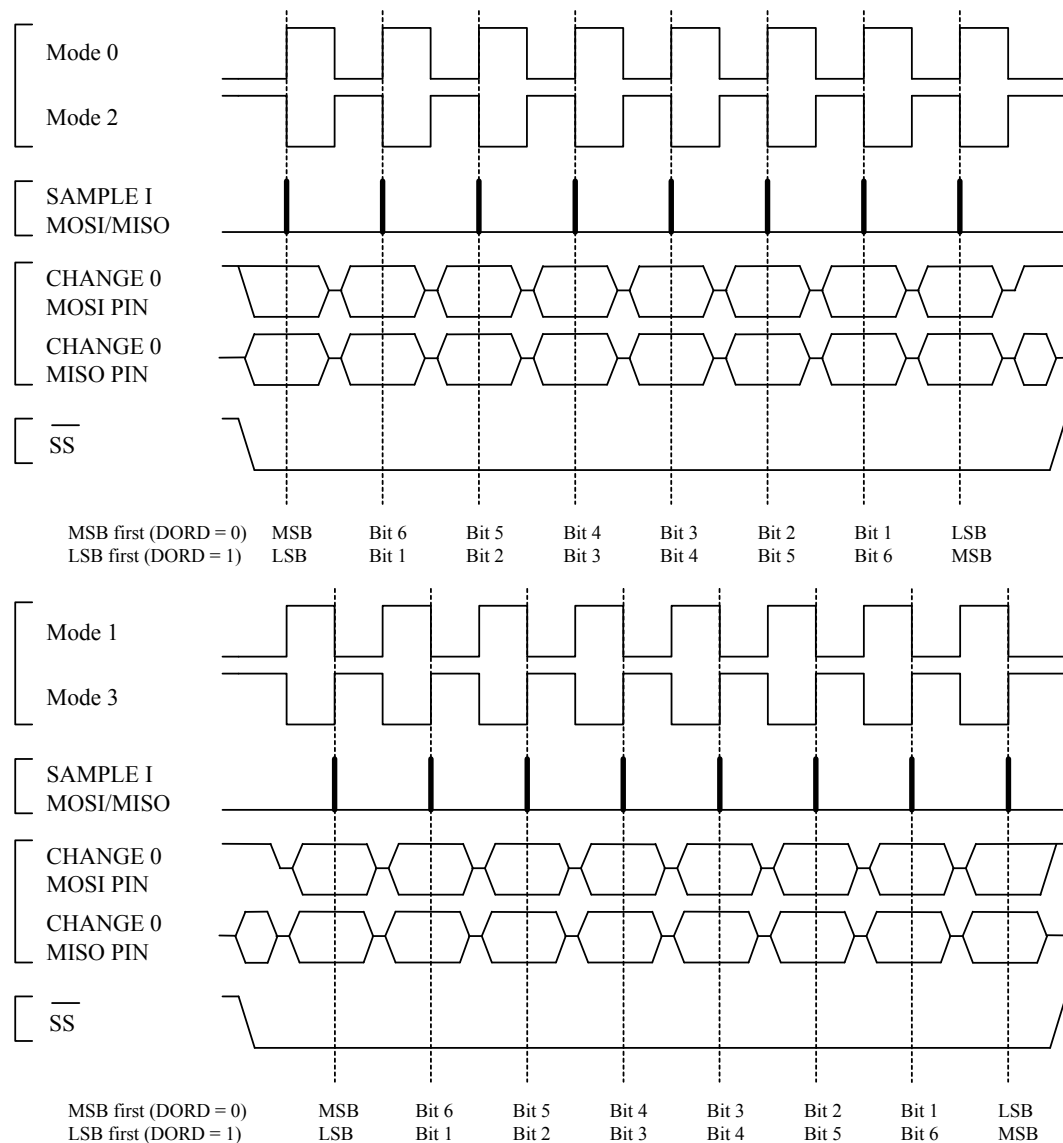 Mode 0
Mode 2
SAMPLE I
MOSI/MISO
CHANGE 0
MOSI PIN
CHANGE 0
MISO PIN
SS
MSB first (DORD = 0) MSB Bit 6 Bit 5 Bit 4 Bit 3 Bit 2 Bit 1 LSB
LSB first (DORD = 1) LSB Bit 1 Bit 2 Bit 3 Bit 4 Bit 5 Bit 6 MSB
Mode 1
Mode 3
SAMPLE I
MOSI/MISO
CHANGE 0
MOSI PIN
CHANGE 0
MISO PIN
SS
MSB first (DORD = 0) MSB Bit 6 Bit 5 Bit 4 Bit 3 Bit 2 Bit 1 LSB
LSB first (DORD = 1) LSB Bit 1 Bit 2 Bit 3 Bit 4 Bit 5 Bit 6 MSB